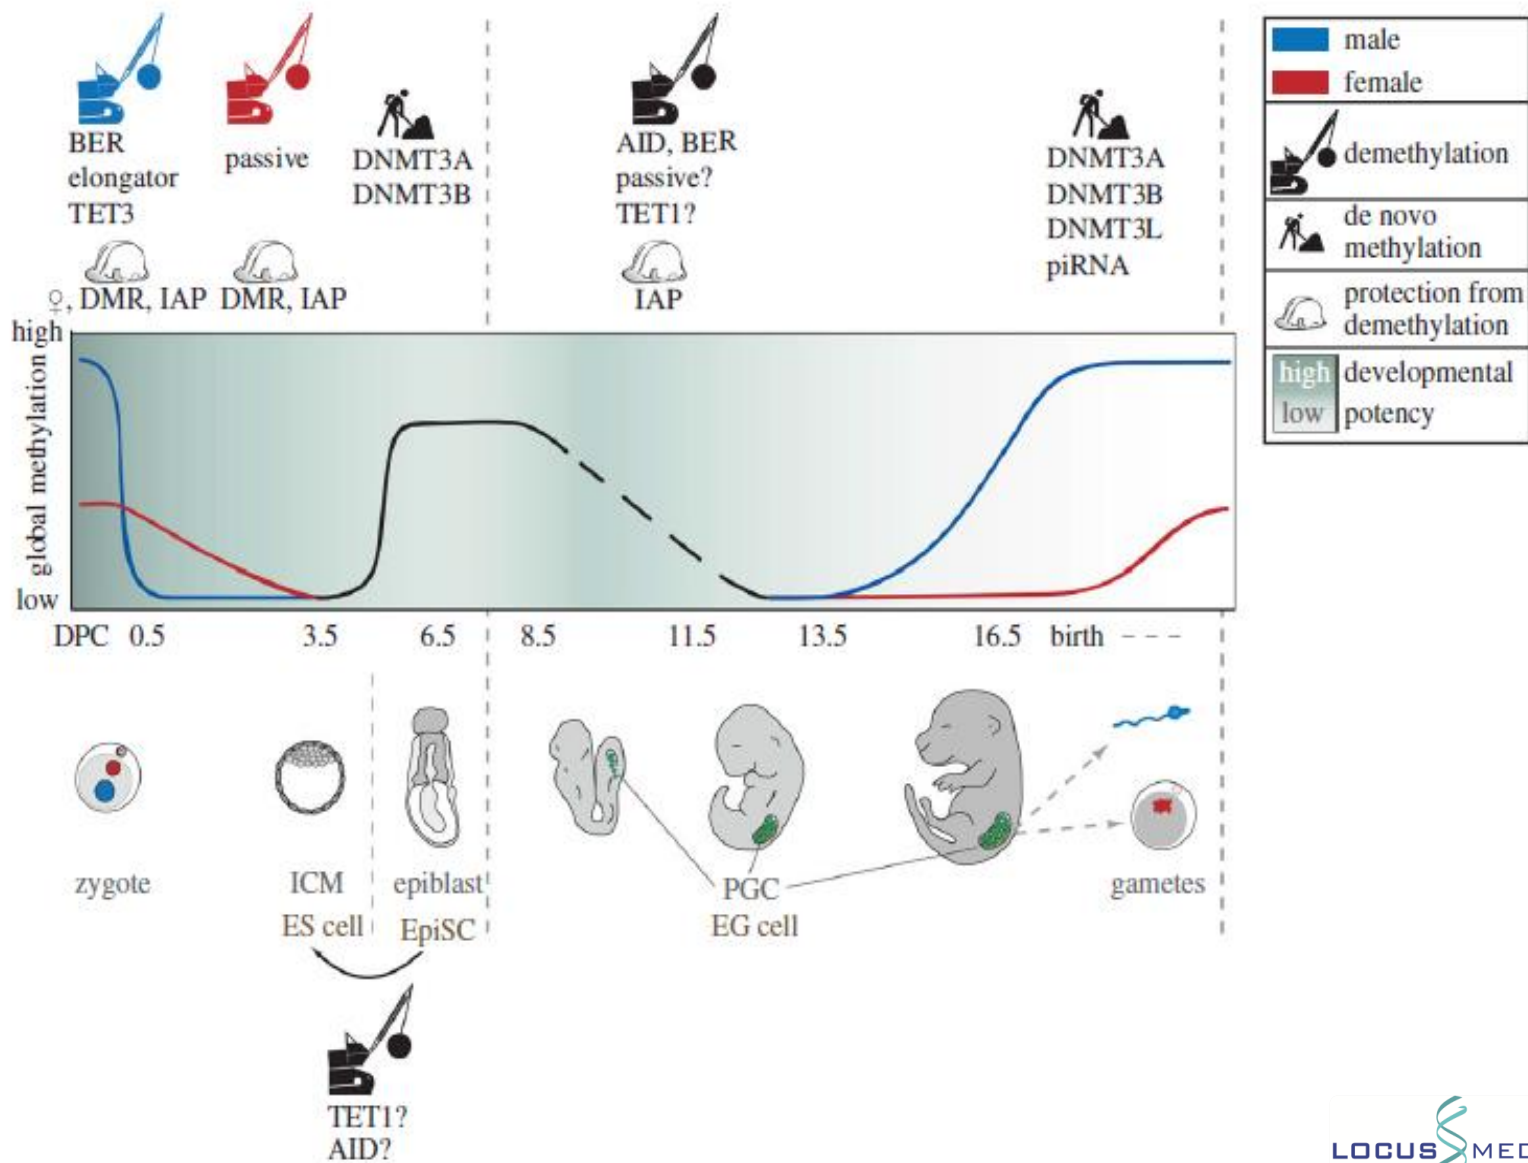 BER
elongator
TET3
passive
DNMT3A
DNMT3B
AID, BER
passive?
TET1?
DNMT3A
DNMT3B
DNMT3L
piRNA
♀, DMR, IAP
DMR, IAP
IAP
male
female
demethylation
de novo
methylation
protection from
demethylation
high
low
developmental
potency
high
global methylation
low
DPC 0.5 3.5 6.5 8.5 11.5 13.5 16.5 birth
zygote
ICM
ES cell
epiblast
EpiSC
PGC
EG cell
gametes
TET1?
AID?
LOCUS MED